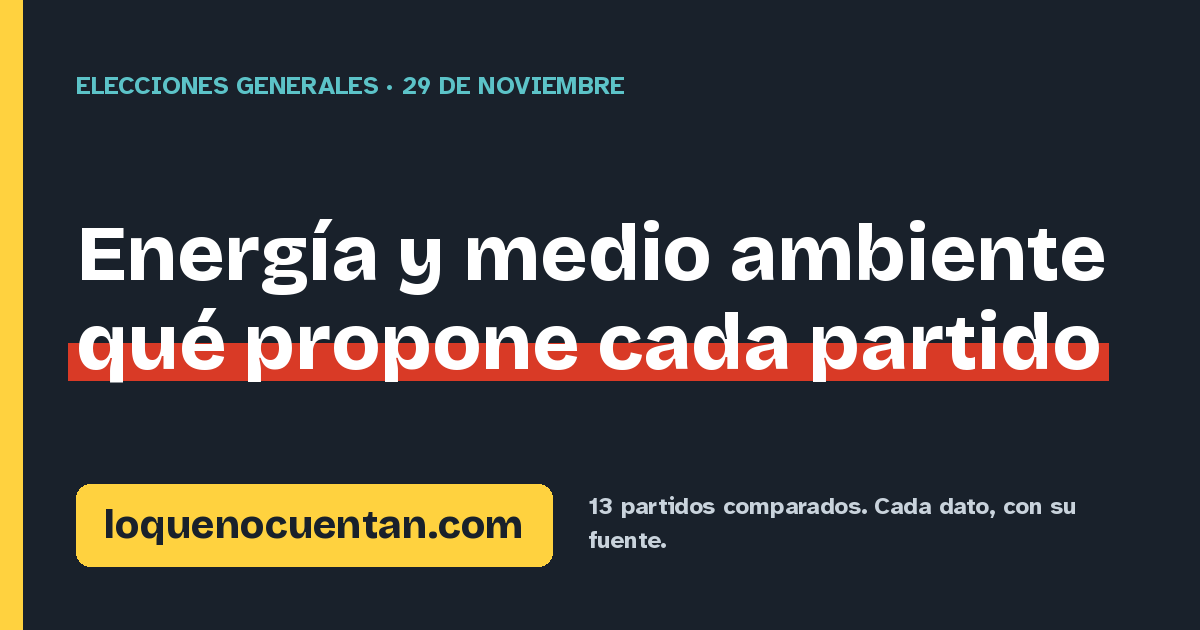 ELECCIONES GENERALES · 29 DE NOVIEMBRE
Energía y medio ambiente
qué propone cada partido
loquenocuentan.com
13 partidos comparados. Cada dato, con su
fuente.